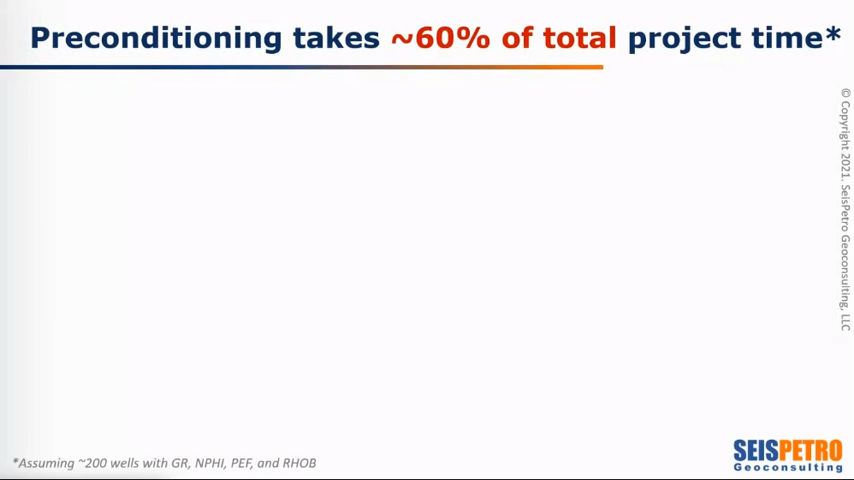 Preconditioning takes ~60% of total project time*
© Copyright 2021. SeisPetro Geoconsulting, LLC
*Assuming ~200 wells with GR, NPHI, PEF, and RHOB
SEISPETRO
Geoconsulting